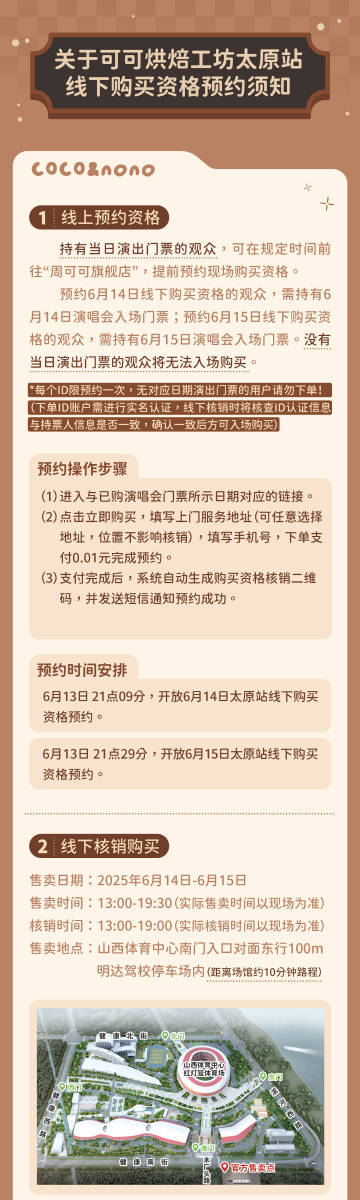 关于可可烘焙工坊太原站
线下购买资格预约须知
COCO&nono
1 线上预约资格
持有当日演出门票的观众，可在规定时间前
往“周可可旗舰店”，提前预约现场购买资格。
预约6月14日线下购买资格的观众，需持有6
月14日演唱会入场门票；预约6月15日线下购买资
格的观众，需持有6月15日演唱会入场门票。没有
当日演出门票的观众将无法入场购买。
*每个ID限预约一次，无对应日期演出门票的用户请勿下单！
（下单ID账户需进行实名认证，线下核销时将核查ID认证信息
与持票人信息是否一致，确认一致后方可入场购买）
预约操作步骤
（1）进入与已购演唱会门票所示日期对应的链接。
（2）点击立即购买，填写上门服务地址（可任意选择
地址，位置不影响核销），填写手机号，下单支
付0.01元完成预约。
（3）支付完成后，系统自动生成购买资格核销二维
码，并发送短信通知预约成功。
预约时间安排
6月13日 21点09分，开放6月14日太原站线下购买
资格预约。
6月13日 21点29分，开放6月15日太原站线下购买
资格预约。
2 线下核销购买
售卖日期：2025年6月14日-6月15日
售卖时间：13:00-19:30（实际售卖时间以现场为准）
核销时间：13:00-19:00（实际核销时间以现场为准）
售卖地点：山西体育中心南门入口对面东行100m
明达驾校停车场内（距离场馆约10分钟路程）
健康北街
北门
山西体育中心
红灯笼体育场
西门
东门
健康西路
南门
健康南街
官方售卖点